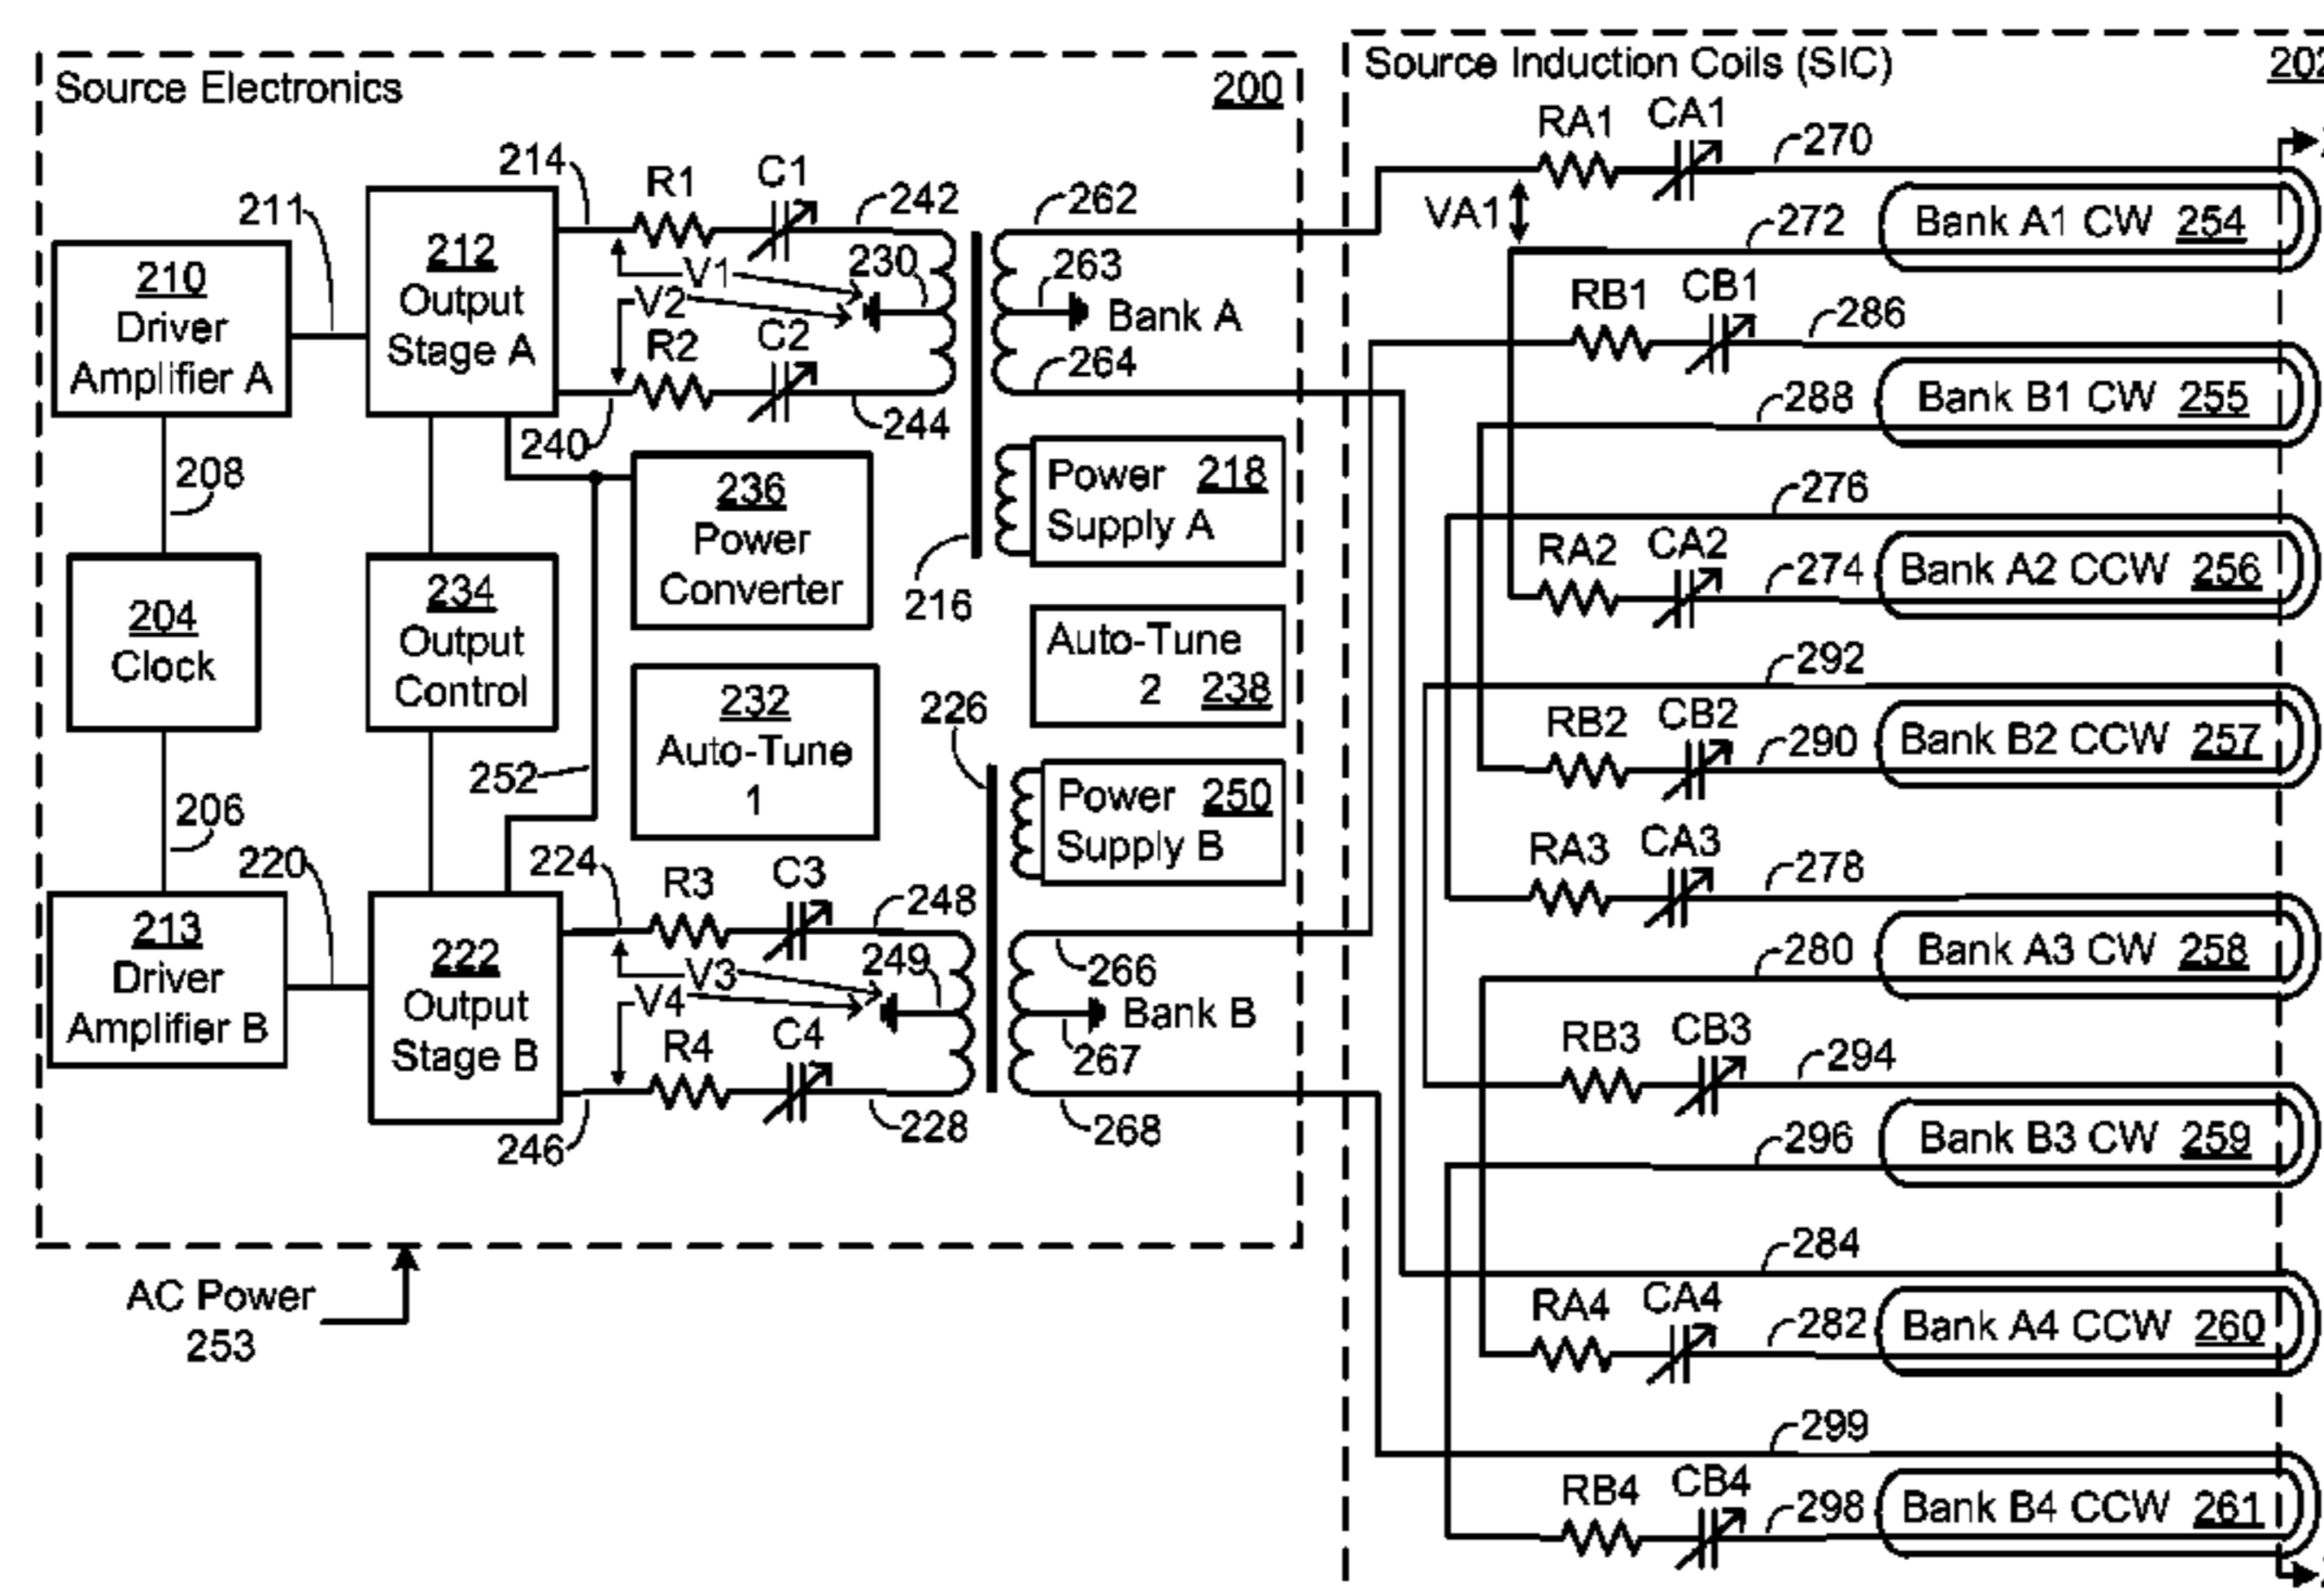 Source Electronics
200
Source Induction Coils (SIC)
214
R1
C1
242
262
211
212
Output
Stage A
210
Driver
Amplifier A
V1
V2
230
263
Bank A
R2
C2
264
240
244
208
236
Power
Converter
Power 218
Supply A
216
204
Clock
234
Output
Control
Auto-Tune
2 238
232
Auto-Tune
1
226
252
206
Power 250
Supply B
220
224
R3
C3
248
213
Driver
Amplifier B
222
Output
Stage B
V3
V4
249
266
Bank B
267
R4
C4
246
228
268
AC Power
253
RA1
CA1
270
VA1
272
Bank A1 CW 254
RB1
CB1
286
288
Bank B1 CW 255
276
RA2
CA2
274
Bank A2 CCW 256
292
RB2
CB2
290
Bank B2 CCW 257
RA3
CA3
278
280
Bank A3 CW 258
RB3
CB3
294
296
Bank B3 CW 259
284
RA4
CA4
282
Bank A4 CCW 260
299
RB4
CB4
298
Bank B4 CCW 261